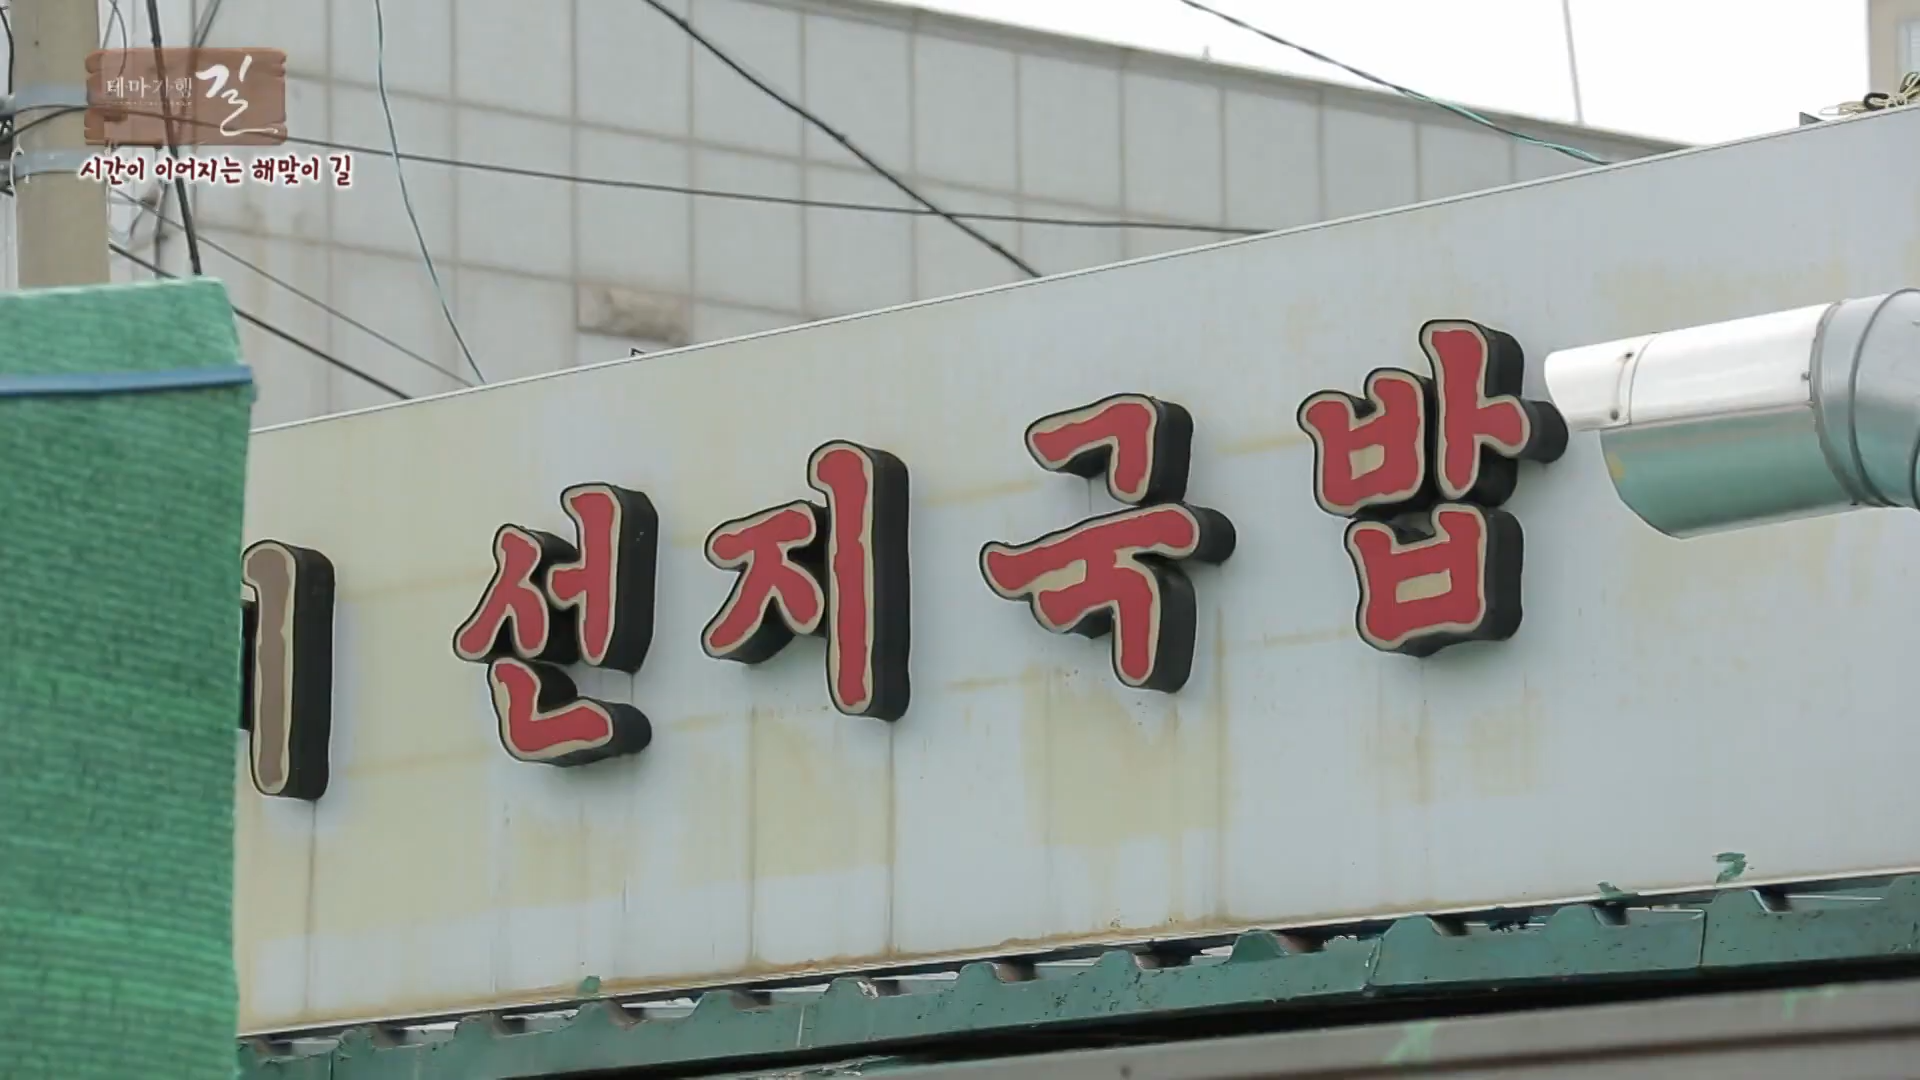 테마기행 길
시간이 이어지는 해맞이 길
선지국밥